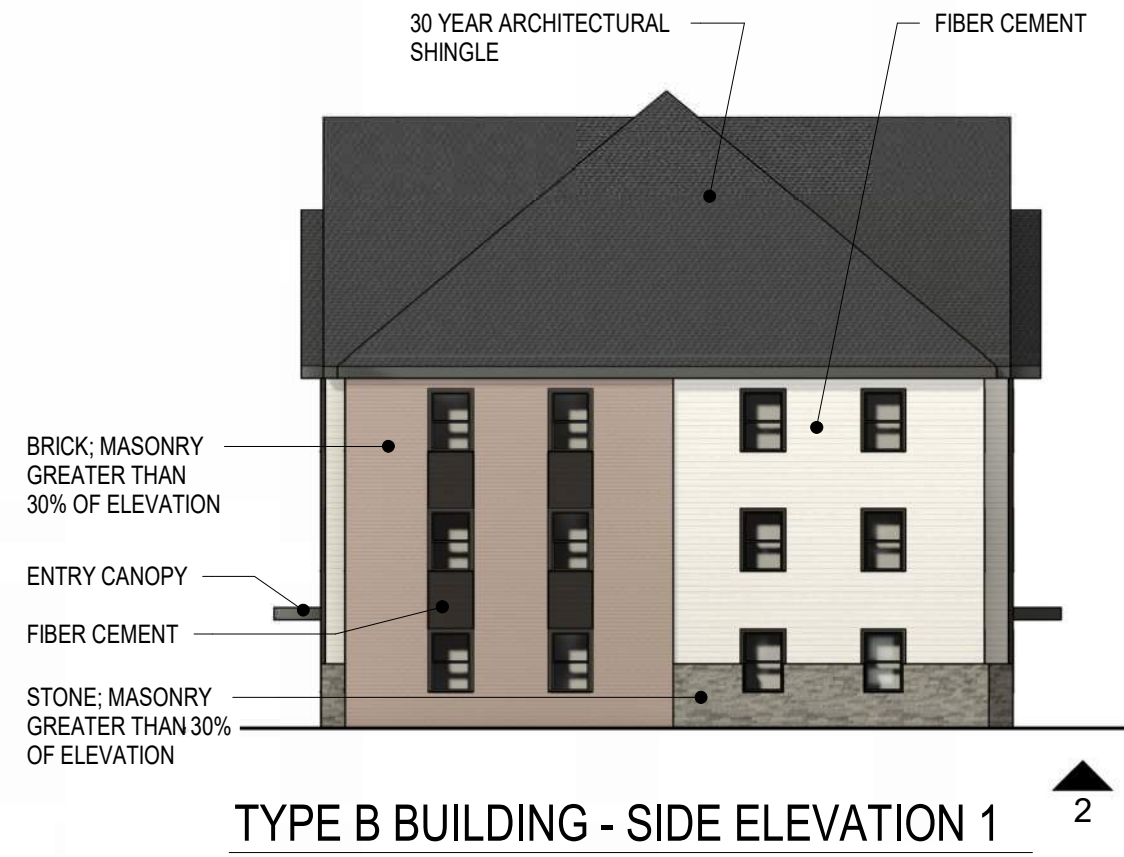 30 YEAR ARCHITECTURAL
SHINGLE
FIBER CEMENT
BRICK; MASONRY
GREATER THAN
30% OF ELEVATION
ENTRY CANOPY
FIBER CEMENT
STONE; MASONRY
GREATER THAN 30%
OF ELEVATION
TYPE B BUILDING - SIDE ELEVATION 1
2